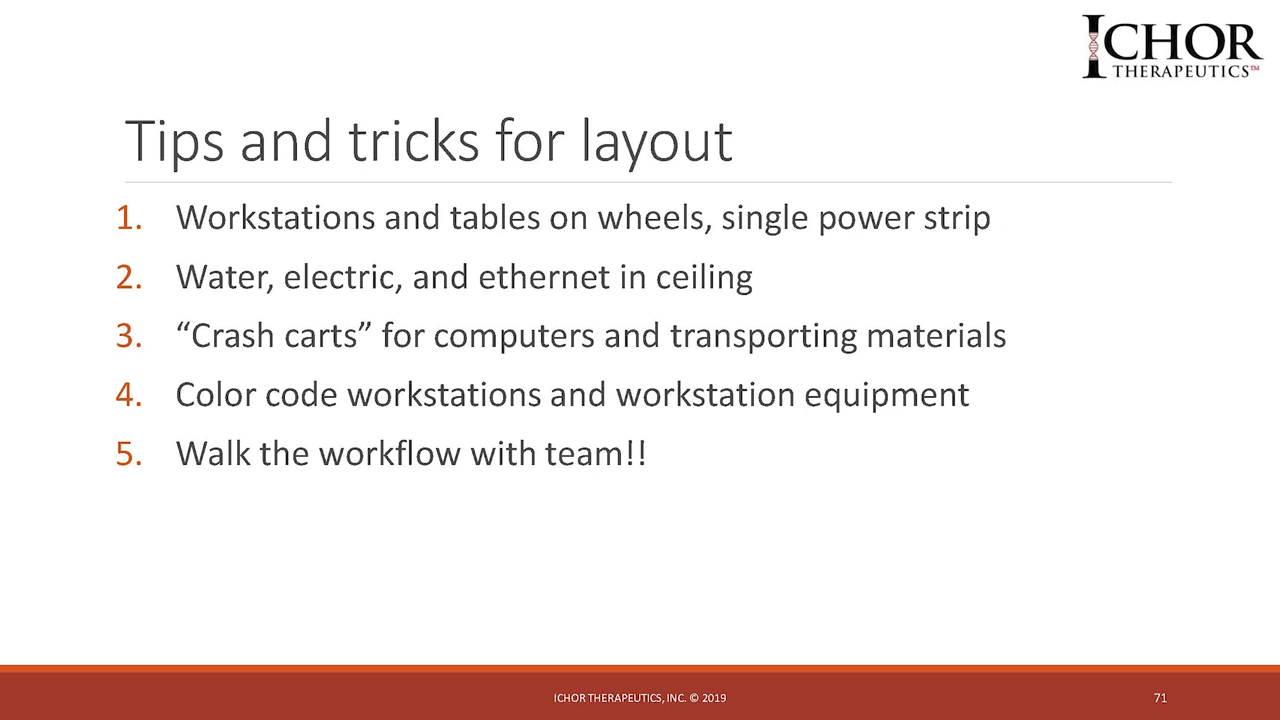 ICHOR
THERAPEUTICS™
Tips and tricks for layout
1. Workstations and tables on wheels, single power strip
2. Water, electric, and ethernet in ceiling
3. “Crash carts” for computers and transporting materials
4. Color code workstations and workstation equipment
5. Walk the workflow with team!!
ICHOR THERAPEUTICS, INC. © 2019
71